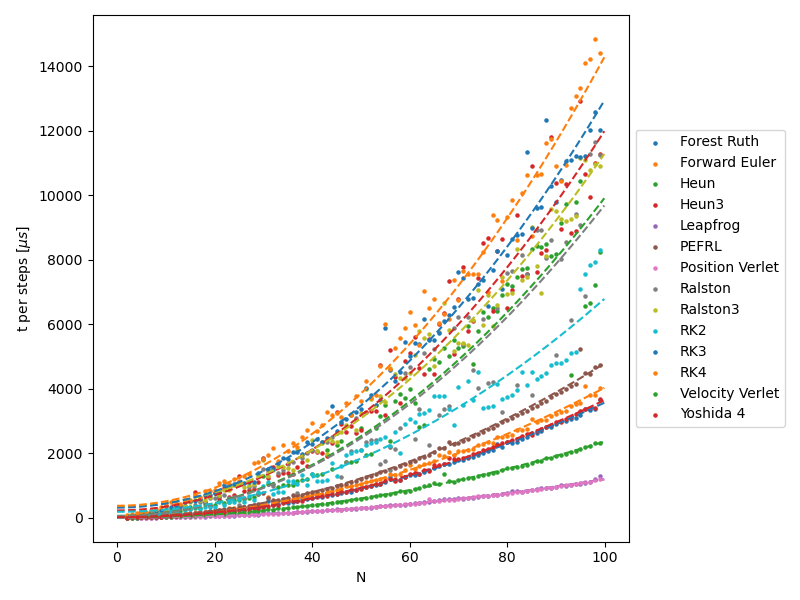 14000
12000
10000
8000
6000
4000
2000
0
t per steps [μs]
0 20 40 60 80 100
N
Forest Ruth
Forward Euler
Heun
Heun3
Leapfrog
PEFRL
Position Verlet
Ralston
Ralston3
RK2
RK3
RK4
Velocity Verlet
Yoshida 4